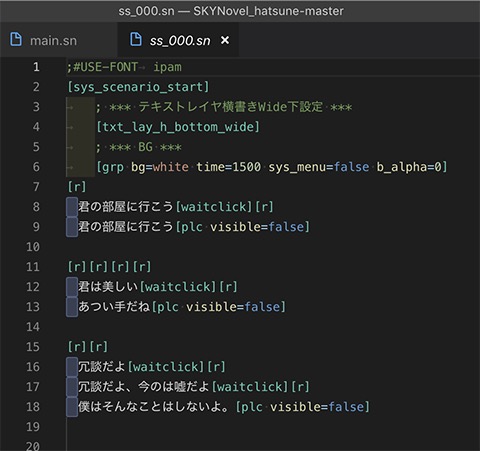 ss_000.sn — SKYNovel_hatsune-master
main.sn ss_000.sn ×
1 ;#USE-FONT→ ipam
2 [sys_scenario_start]
3 → ; *** テキストレイヤ横書きWide下設定 ***
4 → [txt_lay_h_bottom_wide]
5 → ; *** BG ***
6 → [grp bg=white time=1500 sys_menu=false b_alpha=0]
7 [r]
8 君の部屋に行こう[waitclick][r]
9 君の部屋に行こう[plc visible=false]
10
11 [r][r][r][r]
12 君は美しい[waitclick][r]
13 あつい手だね[plc visible=false]
14
15 [r][r]
16 冗談だよ[waitclick][r]
17 冗談だよ、今のは嘘だよ[waitclick][r]
18 僕はそんなことはしないよ。[plc visible=false]
19
20